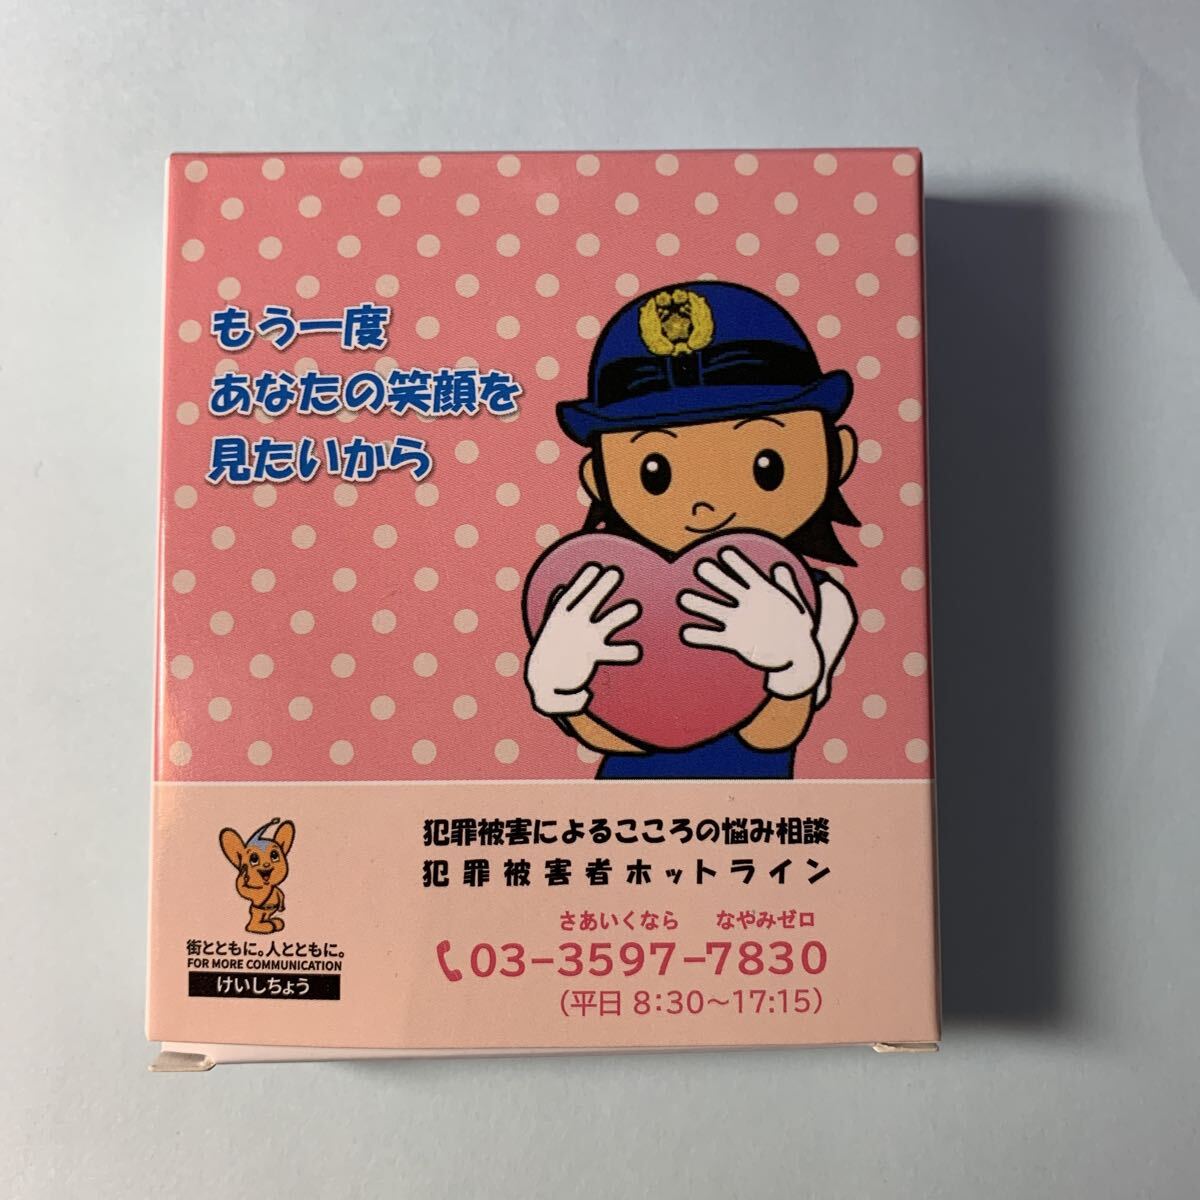 もう一度
あなたの笑顔を
見たいから
犯罪被害によるこころの悩み相談
犯罪被害者ホットライン
さあいくなら なやみゼロ
03-3597-7830
(平日 8:30～17:15)
街とともに。人とともに。
FOR MORE COMMUNICATION
けいしちょう